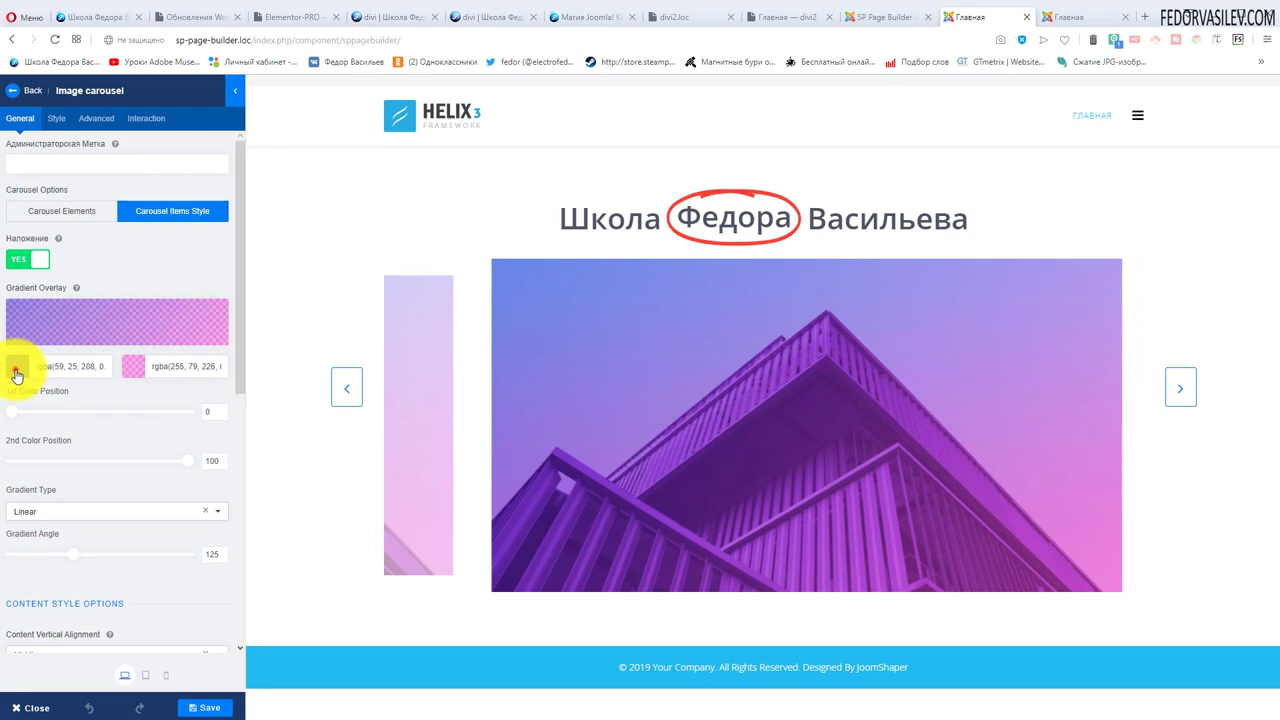 Меню
Школа Федора В
Обновления Wo
Elementor-PRO -
divi | Школа Фед
divi | Школа Фед
Магия Joomla! К
divi2.loc
Главная — divi2
SP Page Builder -
Главная
Главная
FEDORVASILEV.COM
Не защищено
sp-page-builder.loc/index.php/component/sppagebuilder/
Школа Федора Вас...
Уроки Adobe Muse...
Личный кабинет -...
Федор Васильев
(2) Одноклассники
fedor (@electrofed...
http://store.steamp...
Магнитные бури о...
Бесплатный онлай...
Подбор слов
GTmetrix | Website...
Сжатие JPG-изобр...
Back
Image carousel
General
Style
Advanced
Interaction
Администраторская Метка
Carousel Options
Carousel Elements
Carousel Items Style
Наложение
YES
Gradient Overlay
rgba(59, 25, 208, 0.
rgba(255, 79, 226, (
1st Color Position
0
2nd Color Position
100
Gradient Type
Linear
Gradient Angle
125
CONTENT STYLE OPTIONS
Content Vertical Alignment
Close
Save
HELIX3
FRAMEWORK
ГЛАВНАЯ
Школа Федора Васильева
© 2019 Your Company. All Rights Reserved. Designed By JoomShaper